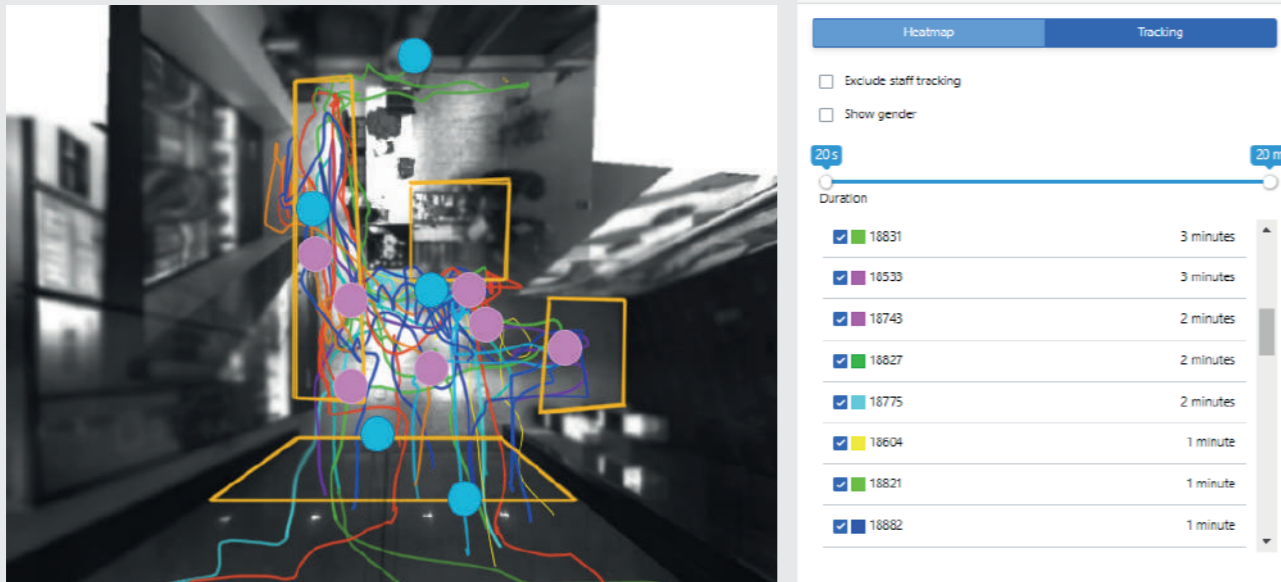 Heatmap Tracking
Exclude staff tracking
Show gender
20 s 20 m
Duration
18831 3 minutes
18533 3 minutes
18743 2 minutes
18827 2 minutes
18775 2 minutes
18604 1 minute
18821 1 minute
18882 1 minute